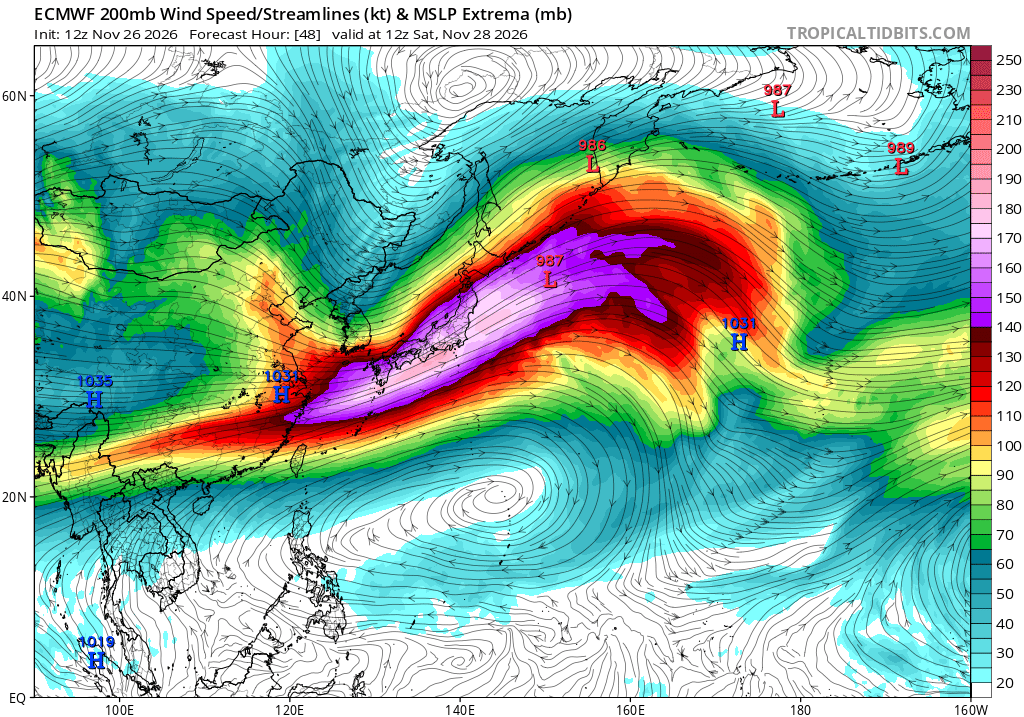 ECMWF 200mb Wind Speed/Streamlines (kt) & MSLP Extrema (mb)
Init: 12z Nov 26 2026 Forecast Hour: [48] valid at 12z Sat, Nov 28 2026
TROPICALTIDBITS.COM
250
230
210
200
190
180
170
160
150
140
130
120
110
100
90
80
70
60
50
40
30
20
60N
40N
20N
EQ
987
L
986
L
989
L
987
L
1031
H
1031
H
1035
H
1019
H
100E
120E
140E
160E
180
160W